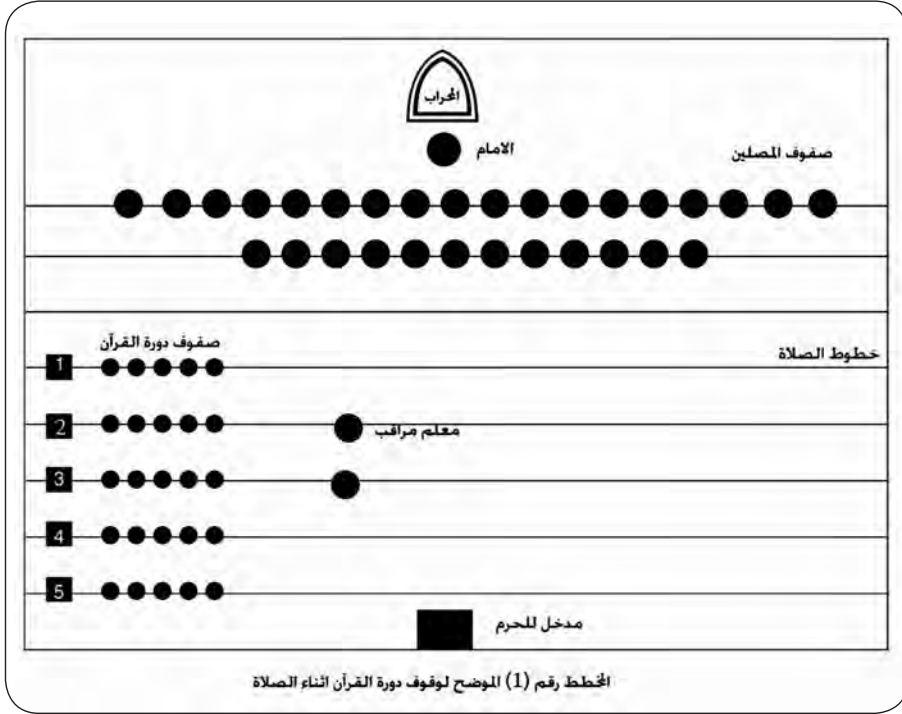 المحراب
الامام
صفوف المصلين
صفوف دورة القرآن
خطوط الصلاة
1
2
معلم مراقب
3
4
5
مدخل للحرم
المخطط رقم (1) الموضح لوقوف دورة القرآن اثناء الصلاة